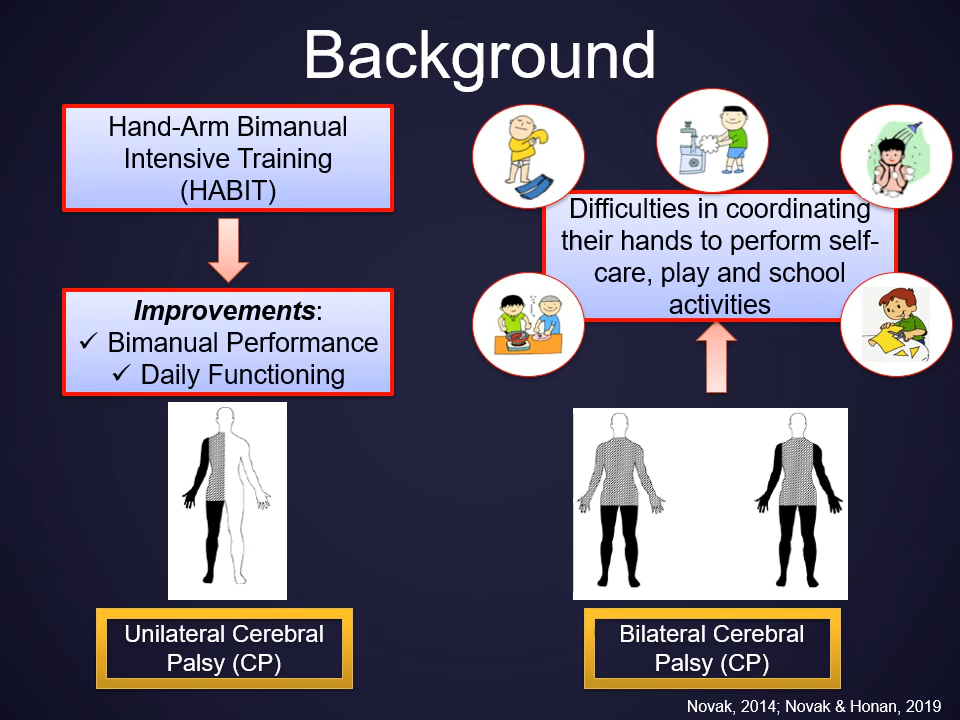 Background
Hand-Arm Bimanual
Intensive Training
(HABIT)
Improvements:
✓ Bimanual Performance
✓ Daily Functioning
Unilateral Cerebral
Palsy (CP)
Difficulties in coordinating
their hands to perform self-
care, play and school
activities
Bilateral Cerebral
Palsy (CP)
Novak, 2014; Novak & Honan, 2019